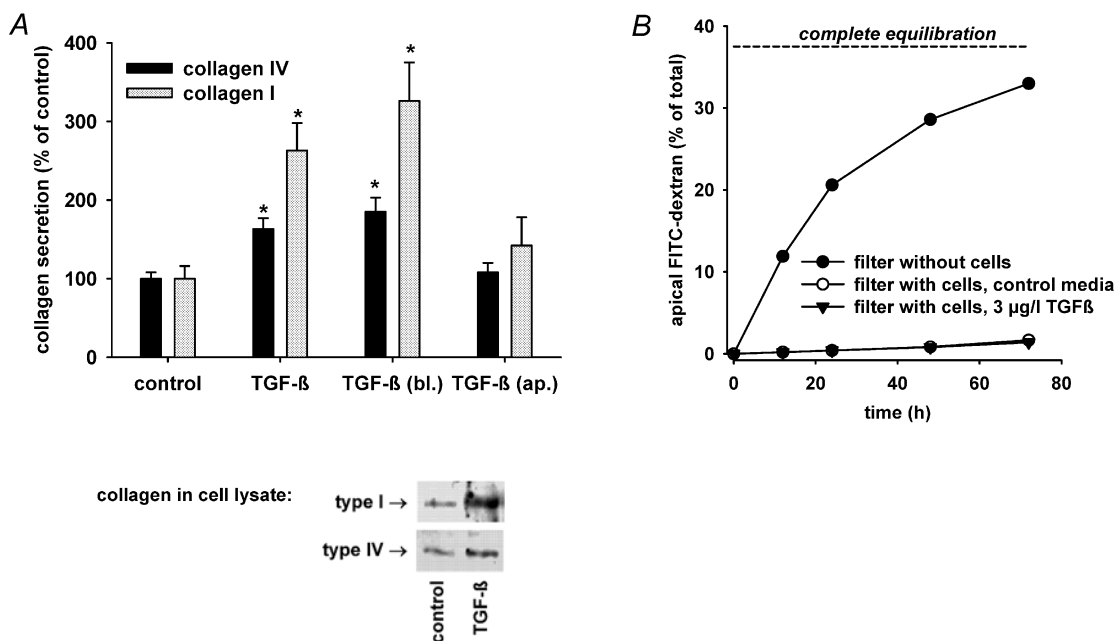 A
400
300
200
100
0
collagen secretion (% of control)
collagen IV
collagen I
*
*
*
*
control
TGF-ß
TGF-ß (bl.)
TGF-ß (ap.)
collagen in cell lysate:
type I →
type IV →
control
TGF-ß
B
40
30
20
10
0
apical FITC-dextran (% of total)
complete equilibration
filter without cells
filter with cells, control media
filter with cells, 3 µg/l TGFß
0 20 40 60 80
time (h)